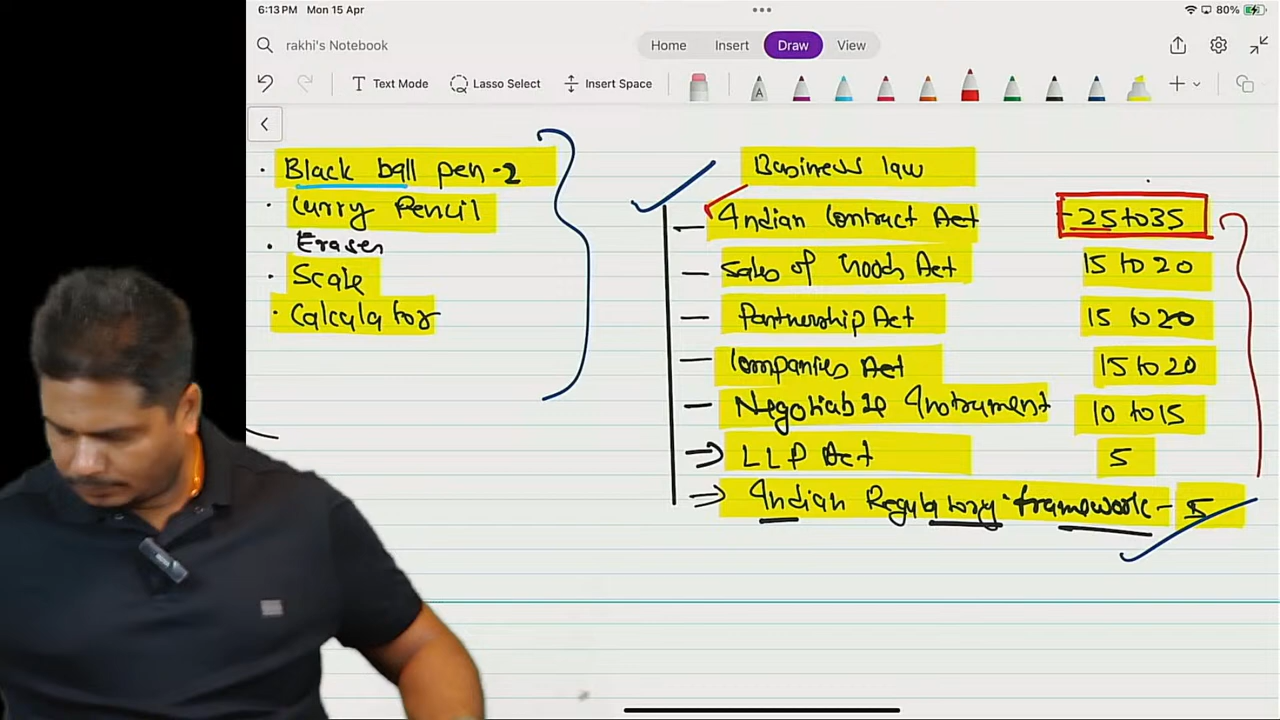 6:13 PM Mon 15 Apr
80%
rakhi's Notebook
Home Insert Draw View
Text Mode Lasso Select Insert Space
A
· Black ball pen -2
· Curry Pencil
· Eraser
· Scale
· Calculator
Business law
- Indian Contract Act - 25 to 35
- Sales of Goods Act 15 to 20
- Partnership Act 15 to 20
- Companies Act 15 to 20
- Negotiable Instrument 10 to 15
→ LLP Act 5
→ Indian Regulatory framework - 5